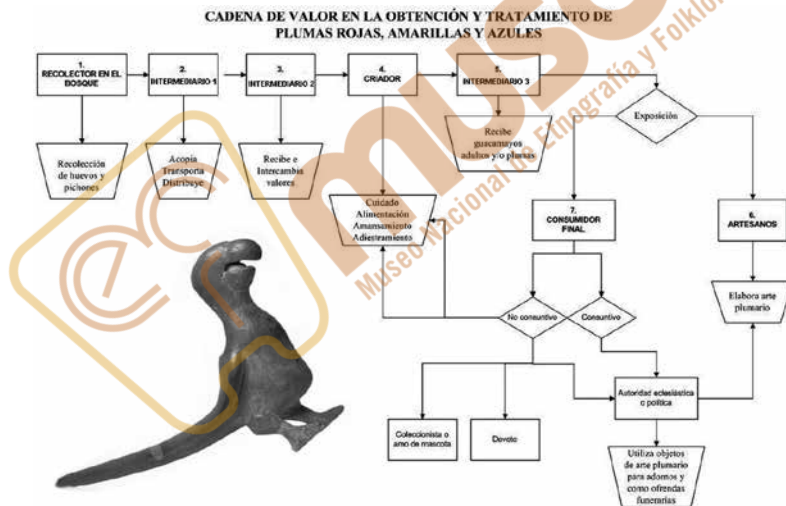 CADENA DE VALOR EN LA OBTENCIÓN Y TRATAMIENTO DE
PLUMAS ROJAS, AMARILLAS Y AZULES
1.
RECOLECTOR EN EL
BOSQUE
2.
INTERMEDIARIO 1
3.
INTERMEDIARIO 2
4.
CRIADOR
5.
INTERMEDIARIO 3
Exposición
Recolección
de huevos y
pichones
Acopia
Transporta
Distribuye
Recibe e
Intercambia
valores
Recibe
guacamayos
adultos y/o plumas
Cuidado
Alimentación
Amansamiento
Adiestramiento
7.
CONSUMIDOR
FINAL
6.
ARTESANOS
Elabora arte
plumario
No consuntivo
Consuntivo
Coleccionista o
amo de mascota
Devoto
Autoridad eclesiástica
o política
Utiliza objetos
de arte plumario
para adornos y
como ofrendas
funerarias
musef
Museo Nacional de Etnografía y Folklor